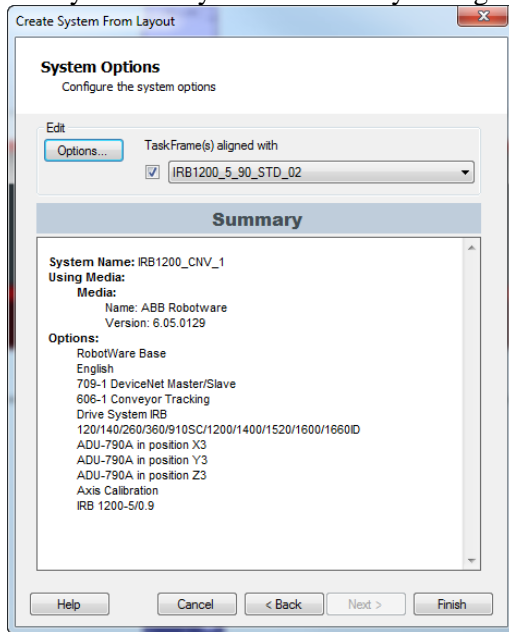 Create System From Layout
System Options
Configure the system options
Edit
Options...
TaskFrame(s) aligned with
IRB1200_5_90_STD_02
Summary
System Name: IRB1200_CNV_1
Using Media:
Media:
Name: ABB Robotware
Version: 6.05.0129
Options:
RobotWare Base
English
709-1 DeviceNet Master/Slave
606-1 Conveyor Tracking
Drive System IRB
120/140/260/360/910SC/1200/1400/1520/1600/1660ID
ADU-790A in position X3
ADU-790A in position Y3
ADU-790A in position Z3
Axis Calibration
IRB 1200-5/0.9
Help
Cancel
< Back
Next >
Finish